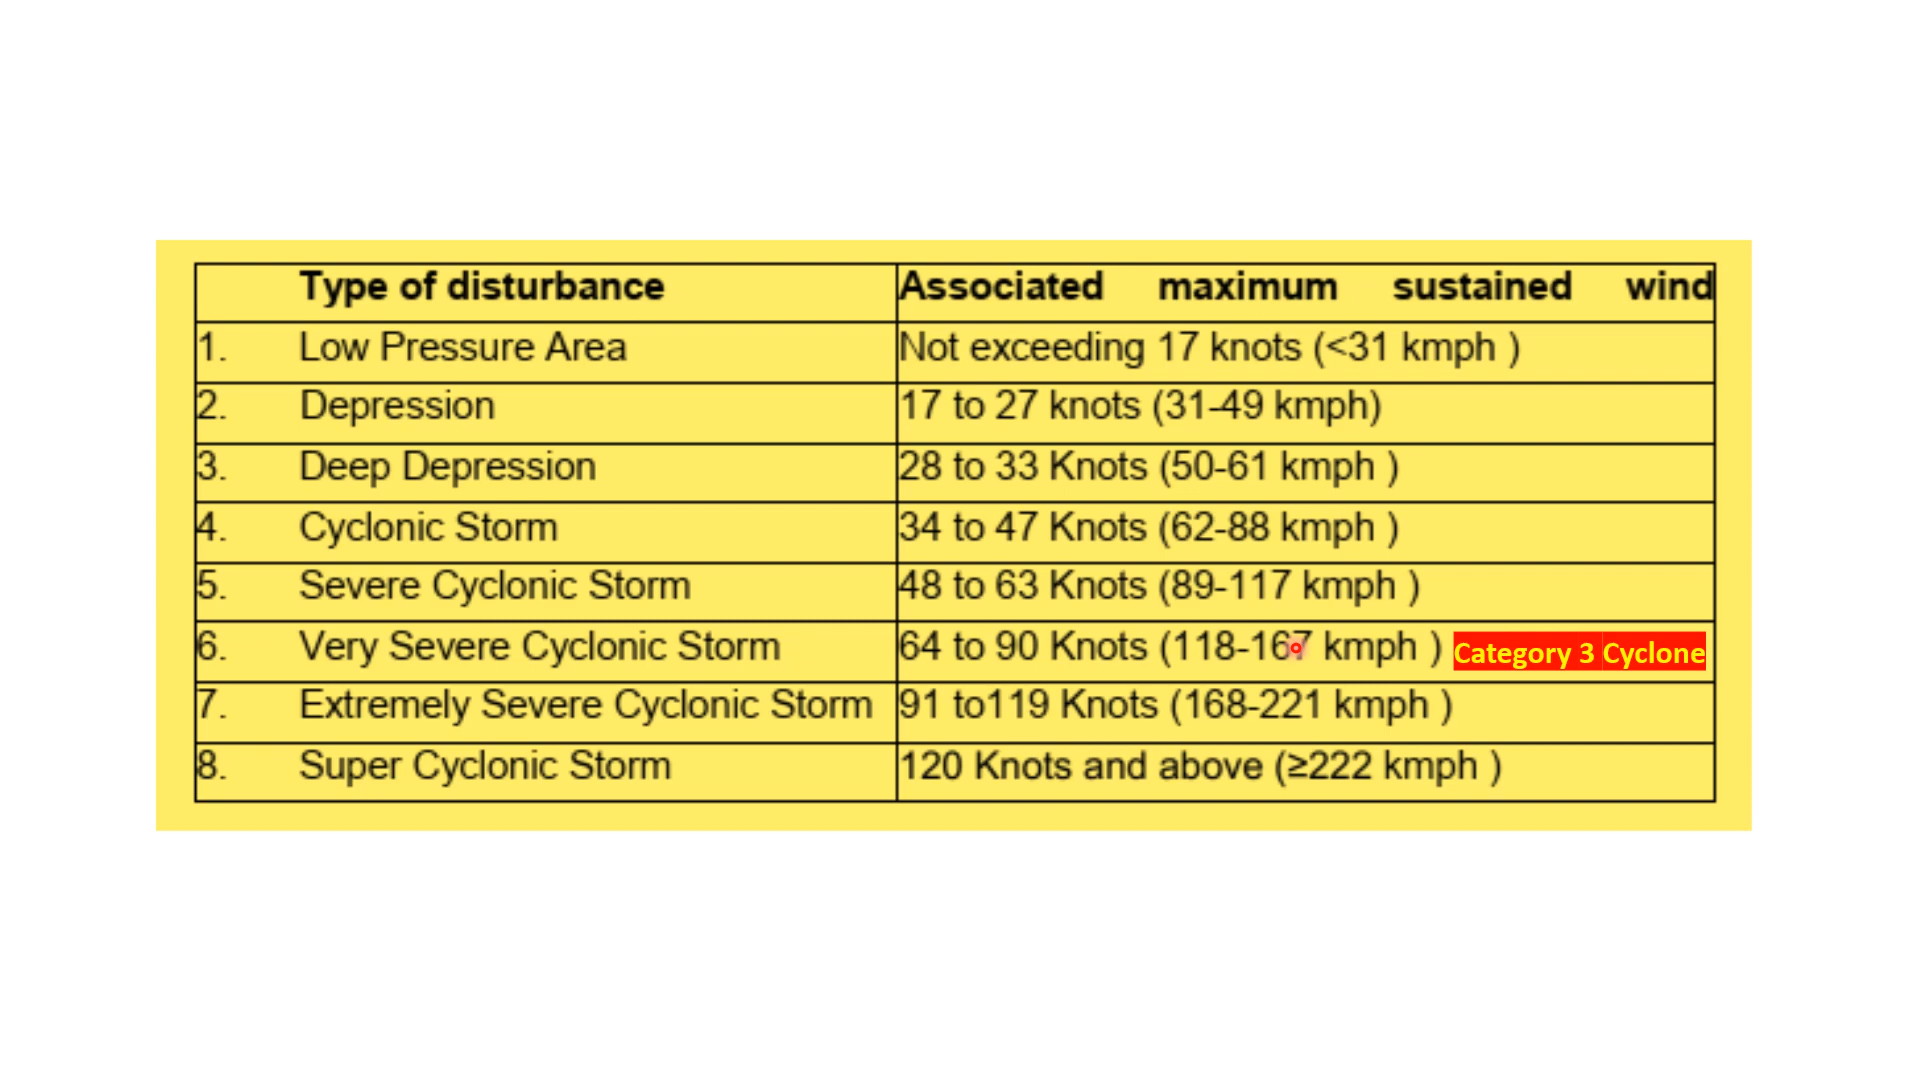 Type of disturbance Associated maximum sustained wind
1. Low Pressure Area Not exceeding 17 knots (<31 kmph )
2. Depression 17 to 27 knots (31-49 kmph)
3. Deep Depression 28 to 33 Knots (50-61 kmph )
4. Cyclonic Storm 34 to 47 Knots (62-88 kmph )
5. Severe Cyclonic Storm 48 to 63 Knots (89-117 kmph )
6. Very Severe Cyclonic Storm 64 to 90 Knots (118-167 kmph ) Category 3 Cyclone
7. Extremely Severe Cyclonic Storm 91 to119 Knots (168-221 kmph )
8. Super Cyclonic Storm 120 Knots and above (≥222 kmph )